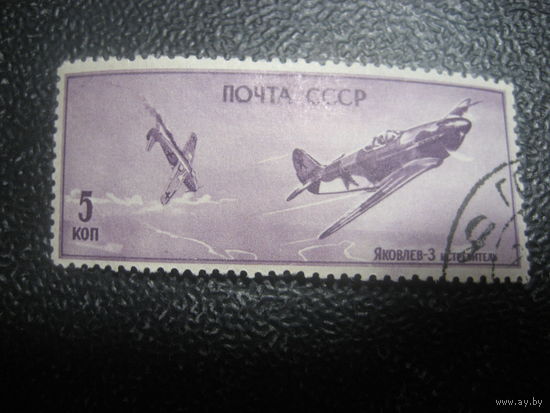 ПОЧТА СССР
5
КОП
ЯКОВЛЕВ-3 ИСТРЕБИТЕЛЬ
www.ay.by